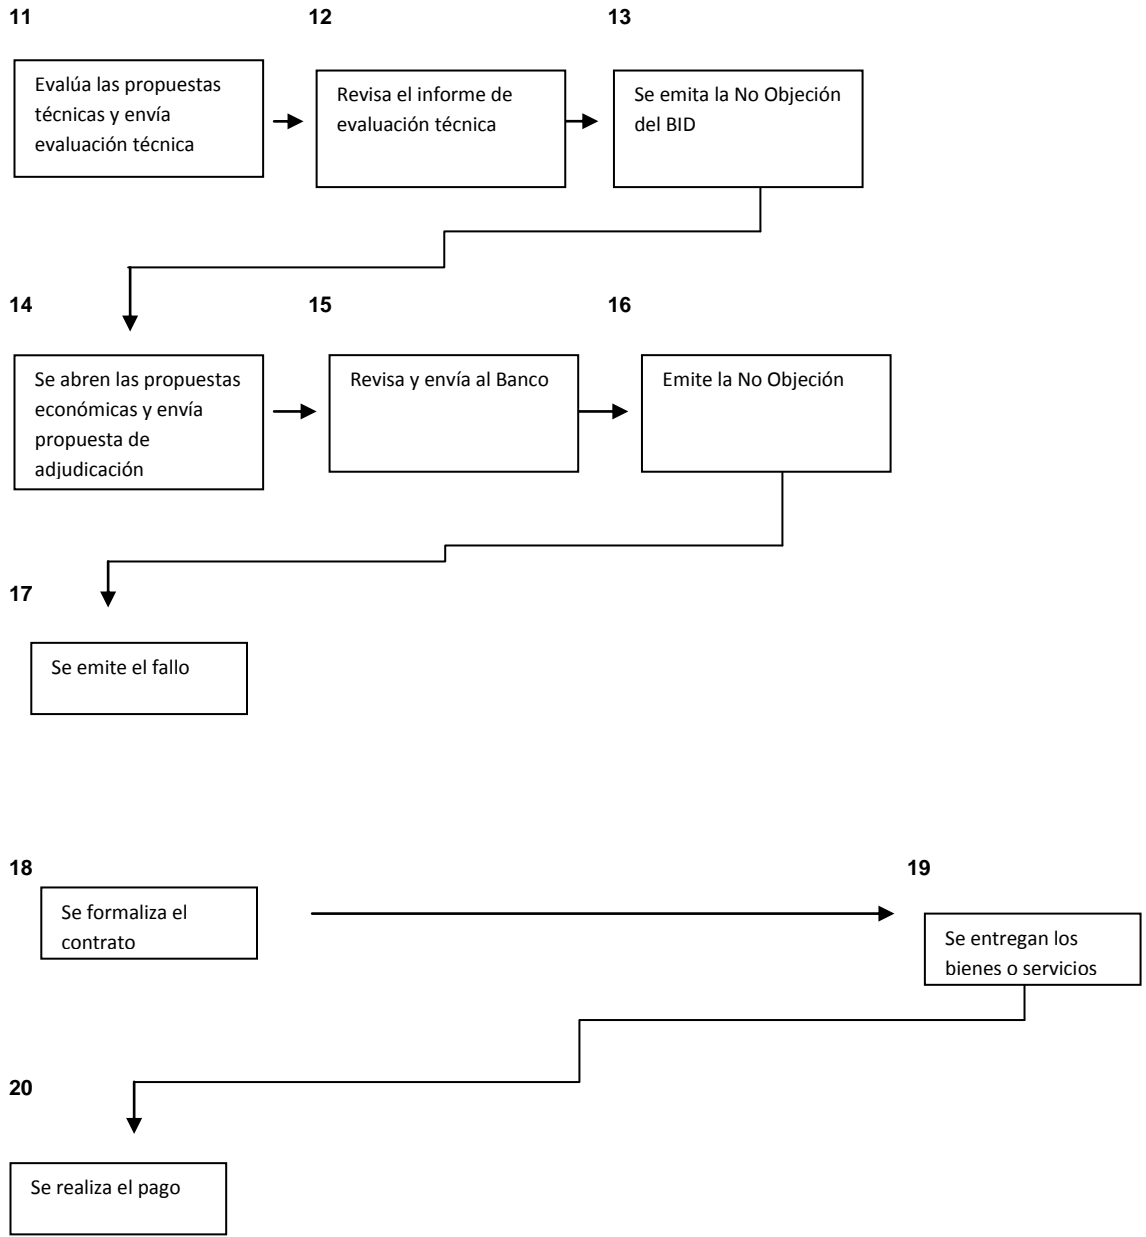 11
12
13
Evalúa las propuestas
técnicas y envía
evaluación técnica
Revisa el informe de
evaluación técnica
Se emita la No Objeción
del BID
14
15
16
Se abren las propuestas
económicas y envía
propuesta de
adjudicación
Revisa y envía al Banco
Emite la No Objeción
17
Se emite el fallo
18
19
Se formaliza el
contrato
Se entregan los
bienes o servicios
20
Se realiza el pago